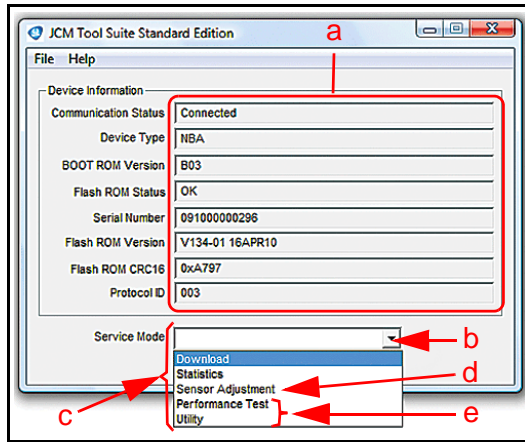 JCM Tool Suite Standard Edition
a
File Help
Device Information
Communication Status Connected
Device Type NBA
BOOT ROM Version B03
Flash ROM Status OK
Serial Number 091000000296
Flash ROM Version V134-01 16APR10
Flash ROM CRC16 0xA797
Protocol ID 003
Service Mode
b
Download
Statistics
Sensor Adjustment
d
Performance Test
c
e
Utility